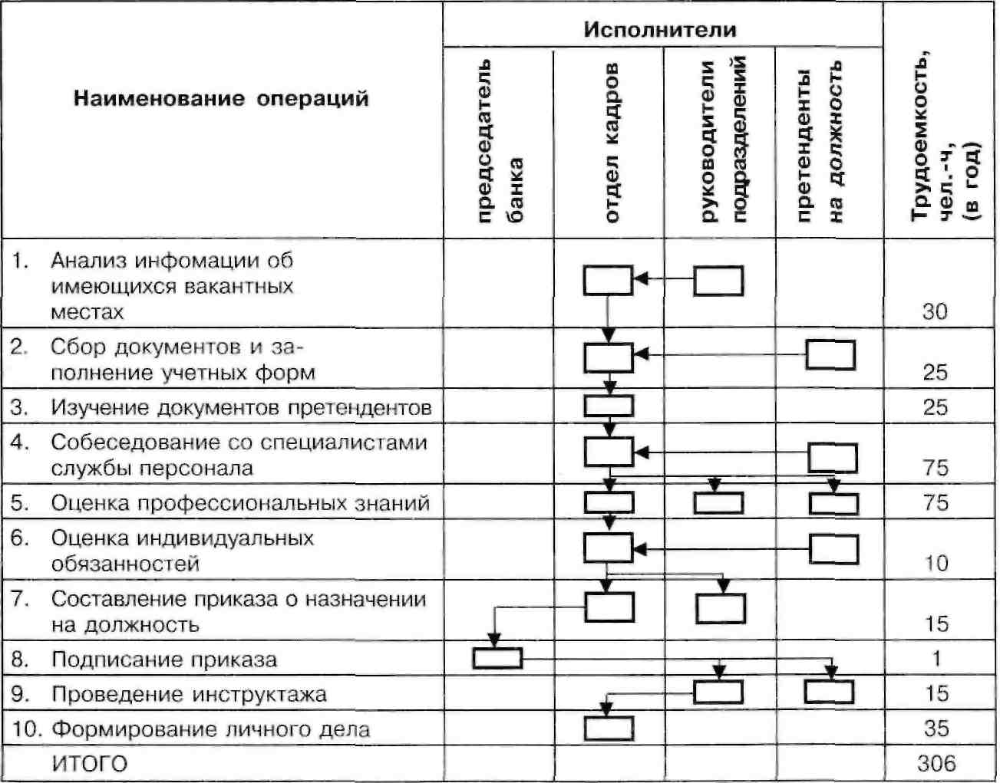 Наименование операций
Исполнители
председатель
банка
отдел кадров
руководители
подразделений
претенденты
на должность
Трудоемкость,
чел.-ч,
(в год)
1. Анализ инфомации об
имеющихся вакантных
местах
30
2. Сбор документов и за-
полнение учетных форм
25
3. Изучение документов претендентов
25
4. Собеседование со специалистами
службы персонала
75
5. Оценка профессиональных знаний
75
6. Оценка индивидуальных
обязанностей
10
7. Составление приказа о назначении
на должность
15
8. Подписание приказа
1
9. Проведение инструктажа
15
10. Формирование личного дела
35
ИТОГО
306